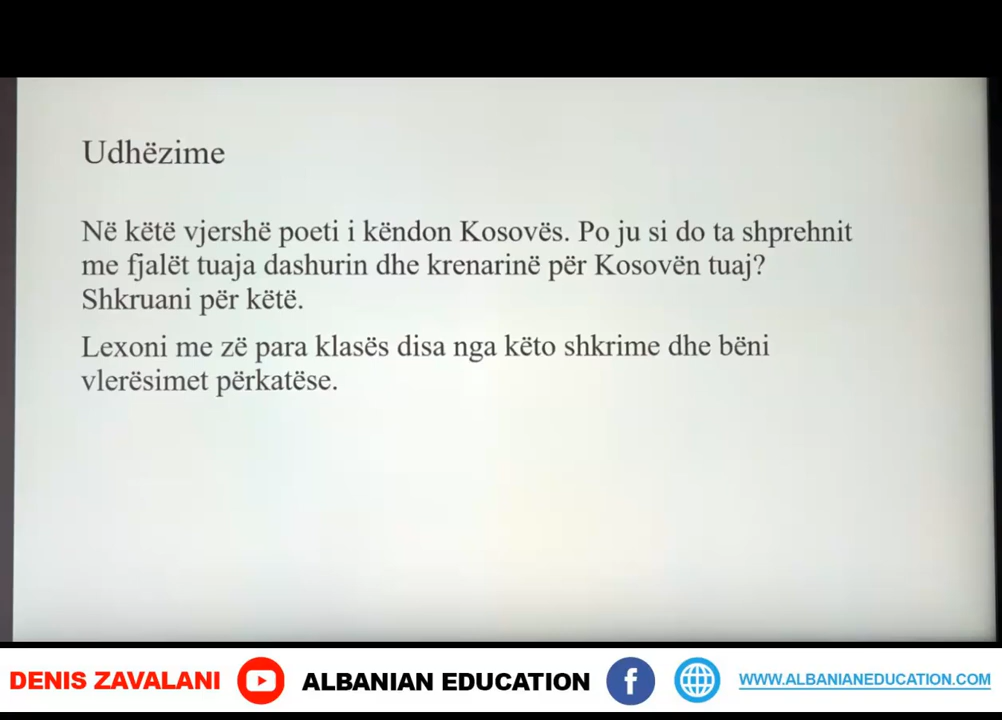 Udhëzime
Në këtë vjershë poeti i këndon Kosovës. Po ju si do ta shprehnit
me fjalët tuaja dashurin dhe krenarinë për Kosovën tuaj?
Shkruani për këtë.
Lexoni me zë para klasës disa nga këto shkrime dhe bëni
vlerësimet përkatëse.
DENIS ZAVALANI ALBANIAN EDUCATION f WWW.ALBANIANEDUCATION.COM